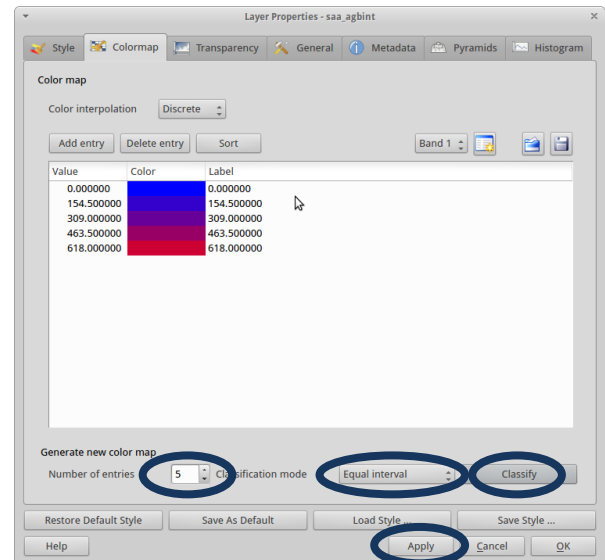 Layer Properties - saa_agbint
Style Colormap Transparency General Metadata Pyramids Histogram
Color map
Color interpolation Discrete
Add entry Delete entry Sort Band 1
Value Color Label
0.000000 0.000000
154.500000 154.500000
309.000000 309.000000
463.500000 463.500000
618.000000 618.000000
Generate new color map
Number of entries 5 Classification mode Equal interval Classify
Restore Default Style Save As Default Load Style ... Save Style ...
Help Apply Cancel OK